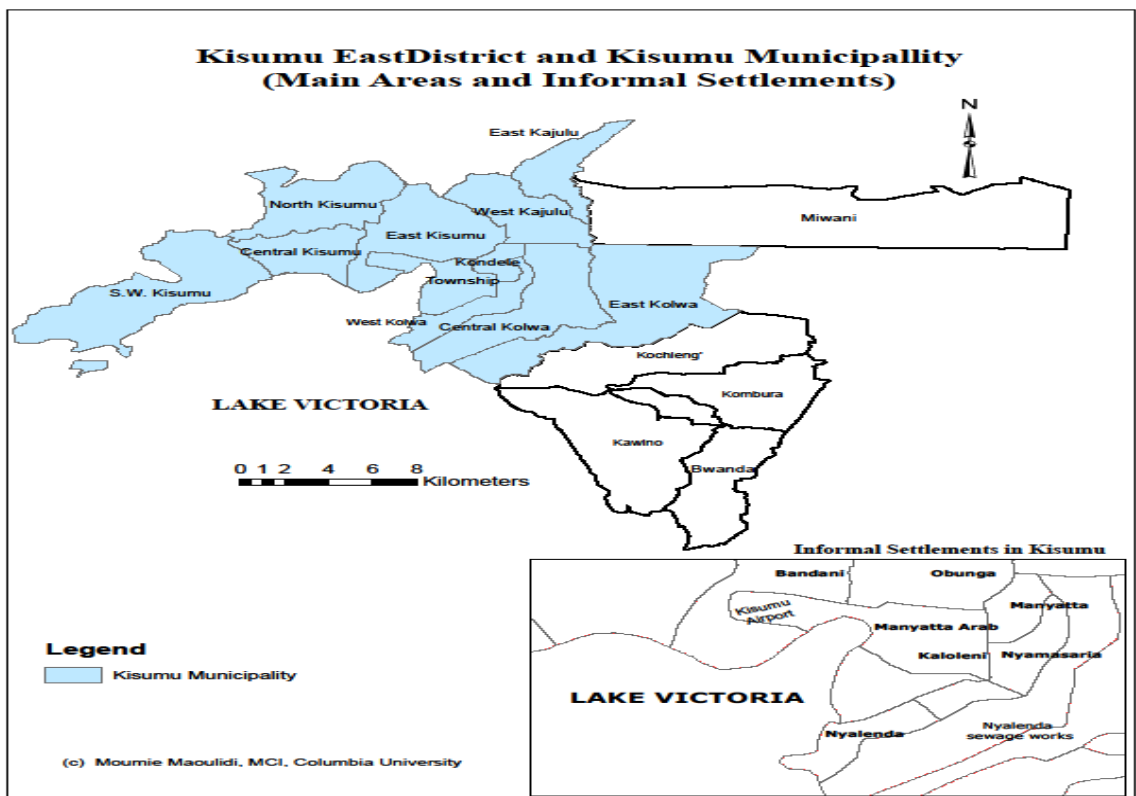 Kisumu EastDistrict and Kisumu Municipallity
(Main Areas and Informal Settlements)
N
East Kajulu
North Kisumu
West Kajulu
Miwani
East Kisumu
Central Kisumu
Kondele
Township
S.W. Kisumu
East Kolwa
West Kolwa
Central Kolwa
Kochieng'
LAKE VICTORIA
Kombura
Kawino
Bwanda
0 1 2 4 6 8
Kilometers
Informal Settlements in Kisumu
Bandani
Obunga
Kisumu
Airport
Manyatta
Manyatta Arab
Kaloleni
Nyamasaria
LAKE VICTORIA
Nyalenda
Nyalenda
sewage works
Legend
Kisumu Municipality
(c) Moumie Maoulidi, MCI, Columbia University